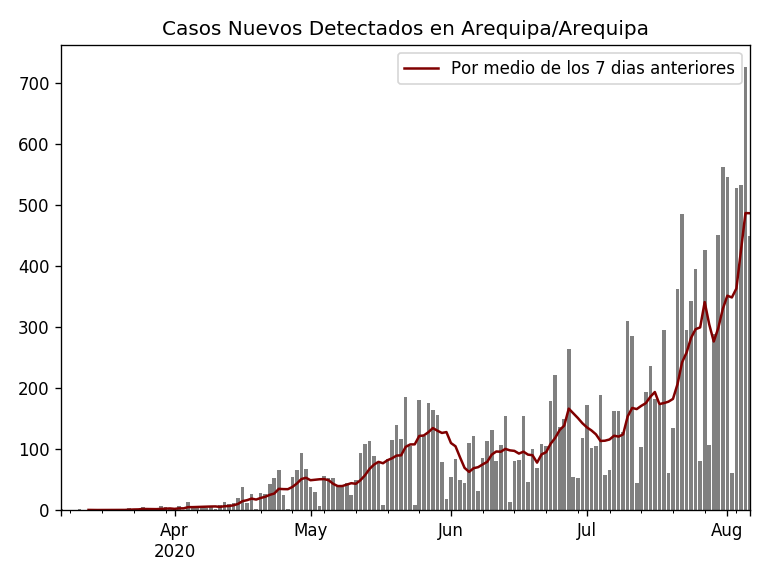 Casos Nuevos Detectados en Arequipa/Arequipa
Por medio de los 7 dias anteriores
700
600
500
400
300
200
100
0
Apr
2020
May
Jun
Jul
Aug